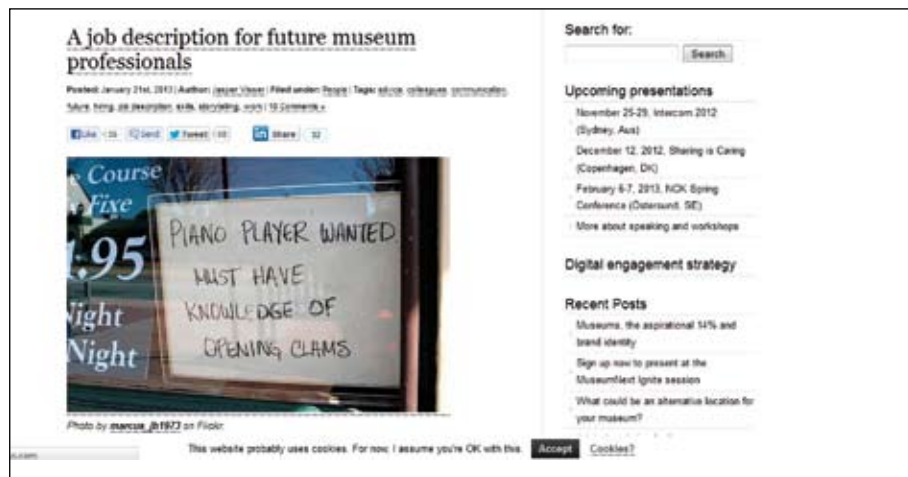 A job description for future museum
professionals
Posted: January 21st, 2013 | Author: Jasper Visser | Filed under: People | Tags: advice, colleagues, communication,
future, hiring, job description, skills, storytelling, work | 10 Comments »
Like
Send
Tweet
Share 32
e Course
Fixe
1.95
Night
Night
PIANO PLAYER WANTED
MUST HAVE
KNOWLEDGE OF
OPENING CLAMS
Photo by marcus_jb1973 on Flickr.
Search for:
Search
Upcoming presentations
November 25-29, Intercom 2012
(Sydney, Aus)
December 12, 2012, Sharing is Caring
(Copenhagen, DK)
February 6-7, 2013, NCK Spring
Conference (Östersund, SE)
More about speaking and workshops
Digital engagement strategy
Recent Posts
Museums, the aspirational 14% and
brand identity
Sign up now to present at the
MuseumNext Ignite session
What could be an alternative location for
your museum?
This website probably uses cookies. For now, I assume you're OK with this. Accept Cookies?